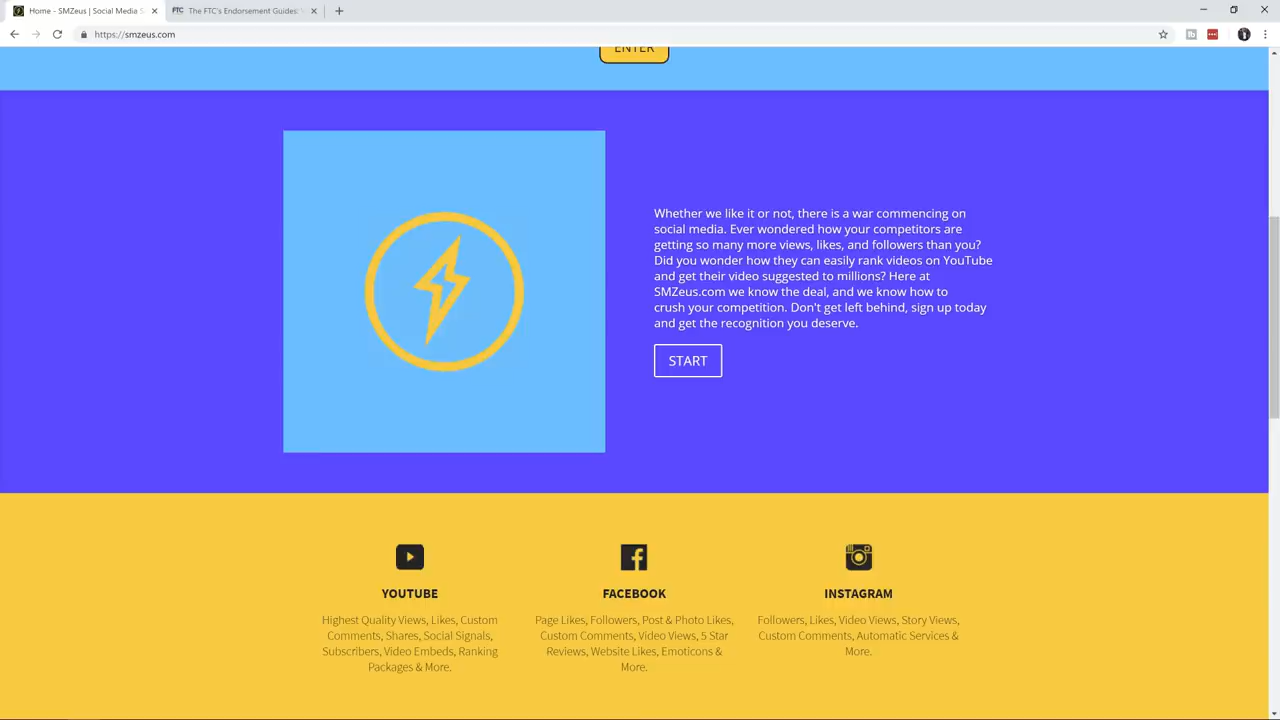 Home - SMZeus | Social Media S
FTC The FTC's Endorsement Guides:
https://smzeus.com
ENTER
Whether we like it or not, there is a war commencing on
social media. Ever wondered how your competitors are
getting so many more views, likes, and followers than you?
Did you wonder how they can easily rank videos on YouTube
and get their video suggested to millions? Here at
SMZeus.com we know the deal, and we know how to
crush your competition. Don't get left behind, sign up today
and get the recognition you deserve.
START
YOUTUBE
Highest Quality Views, Likes, Custom
Comments, Shares, Social Signals,
Subscribers, Video Embeds, Ranking
Packages & More.
FACEBOOK
Page Likes, Followers, Post & Photo Likes,
Custom Comments, Video Views, 5 Star
Reviews, Website Likes, Emoticons &
More.
INSTAGRAM
Followers, Likes, Video Views, Story Views,
Custom Comments, Automatic Services &
More.